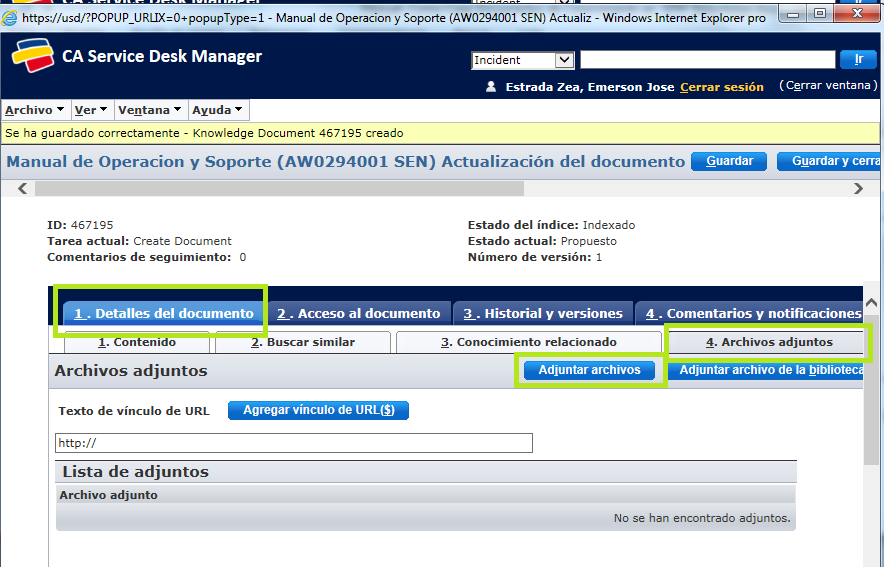 https://usd/?POPUP_URLIX=0+popupType=1 - Manual de Operacion y Soporte (AW0294001 SEN) Actualiz - Windows Internet Explorer pro
CA Service Desk Manager
Incident
Ir
Estrada Zea, Emerson Jose Cerrar sesión (Cerrar ventana)
Archivo Ver Ventana Ayuda
Se ha guardado correctamente - Knowledge Document 467195 creado
Manual de Operacion y Soporte (AW0294001 SEN) Actualización del documento Guardar Guardar y cerra
ID: 467195 Estado del índice: Indexado
Tarea actual: Create Document Estado actual: Propuesto
Comentarios de seguimiento: 0 Número de versión: 1
1 . Detalles del documento 2 . Acceso al documento 3 . Historial y versiones 4 . Comentarios y notificaciones
1. Contenido 2. Buscar similar 3. Conocimiento relacionado 4. Archivos adjuntos
Archivos adjuntos Adjuntar archivos Adjuntar archivo de la biblioteca
Texto de vínculo de URL Agregar vínculo de URL($)
http://
Lista de adjuntos
Archivo adjunto
No se han encontrado adjuntos.